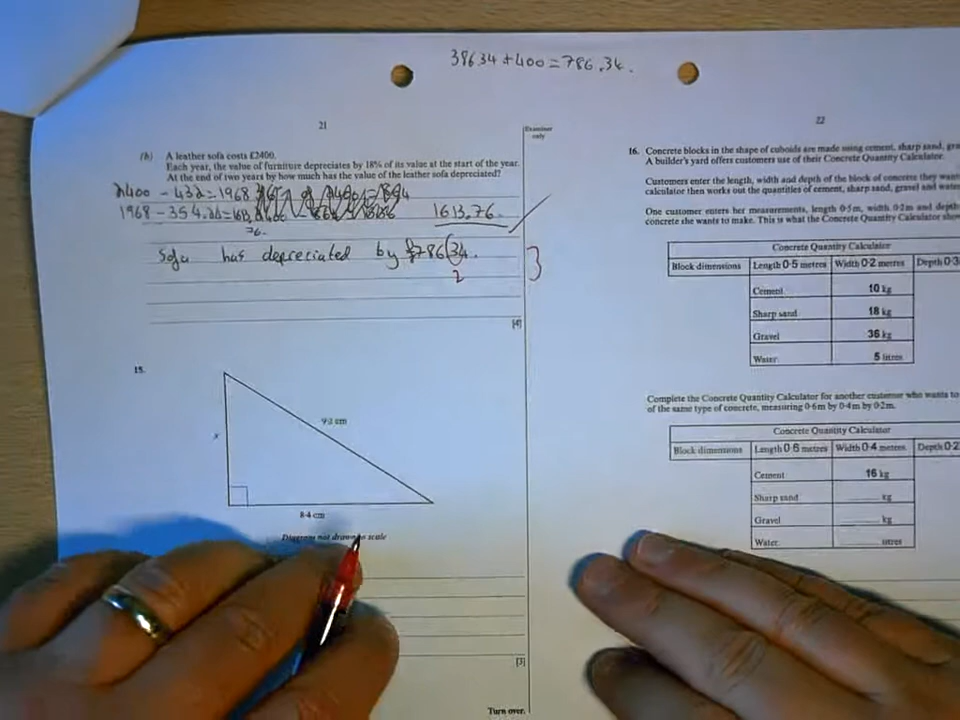 38634 + 400 = 786.34.
21
(b) A leather sofa costs £2400.
Each year, the value of furniture depreciates by 18% of its value at the start of the year.
At the end of two years by how much has the value of the leather sofa depreciated?
2400 - 432 = 1968
1968 - 354.
1613.76.
76.
Sofa has depreciated by £786.34.
2
3
[4]
Examiner only
15.
x
9·2 cm
8·4 cm
Diagram not drawn to scale
[3]
Turn over.
22
16. Concrete blocks in the shape of cuboids are made using cement, sharp sand,
A builder's yard offers customers use of their Concrete Quantity Calculator.
Customers enter the length, width and depth of the block of concrete they
calculator then works out the quantities of cement, sharp sand, gravel and
One customer enters her measurements, length 0·5m, width 0·2m and
concrete she wants to make. This is what the Concrete Quantity Calculator
Concrete Quantity Calculator
Block dimensions Length 0·5 metres Width 0·2 metres Depth 0·3
Cement 10 kg
Sharp sand 18 kg
Gravel 36 kg
Water 5 litres
Complete the Concrete Quantity Calculator for another customer who wants to
of the same type of concrete, measuring 0·6m by 0·4m by 0·2m.
Concrete Quantity Calculator
Block dimensions Length 0·6 metres Width 0·4 metres Depth 0·2
Cement 16 kg
Sharp sand kg
Gravel kg
Water litres